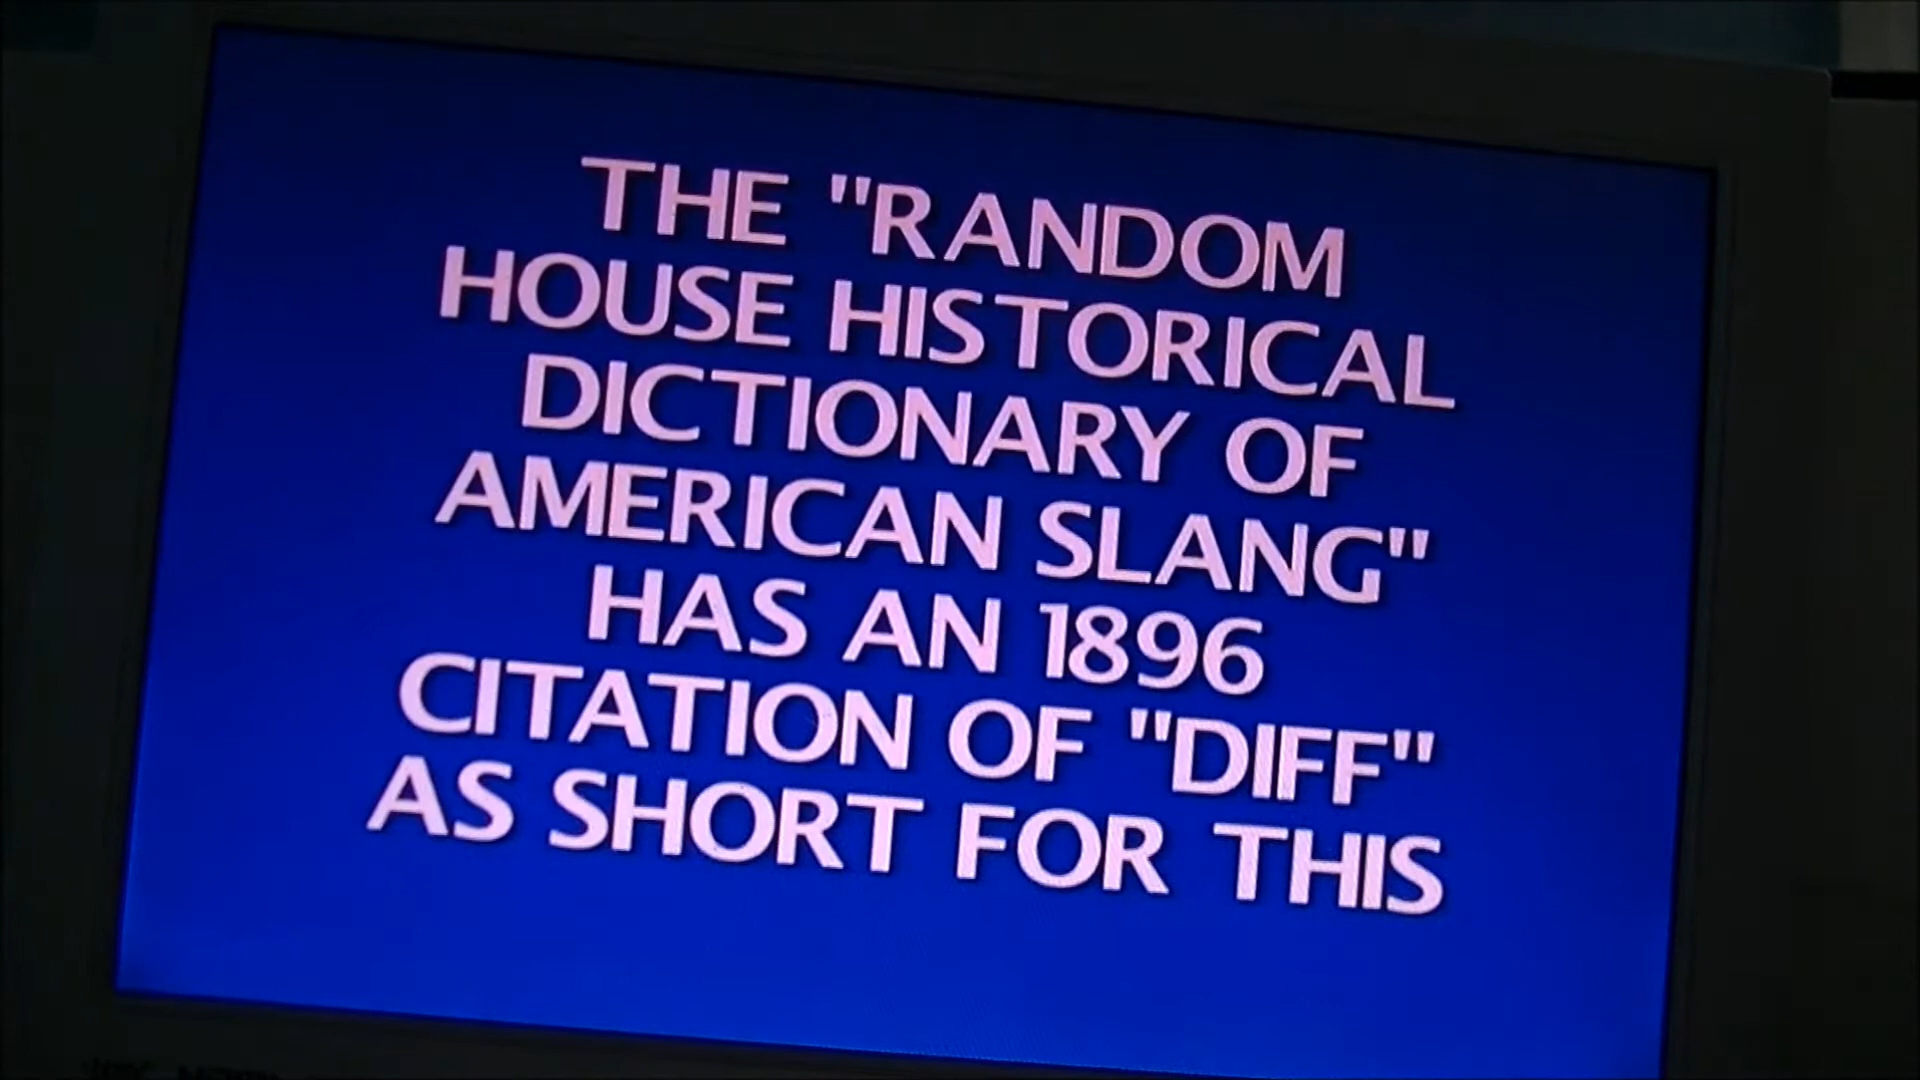 THE "RANDOM
HOUSE HISTORICAL
DICTIONARY OF
AMERICAN SLANG"
HAS AN 1896
CITATION OF "DIFF"
AS SHORT FOR THIS